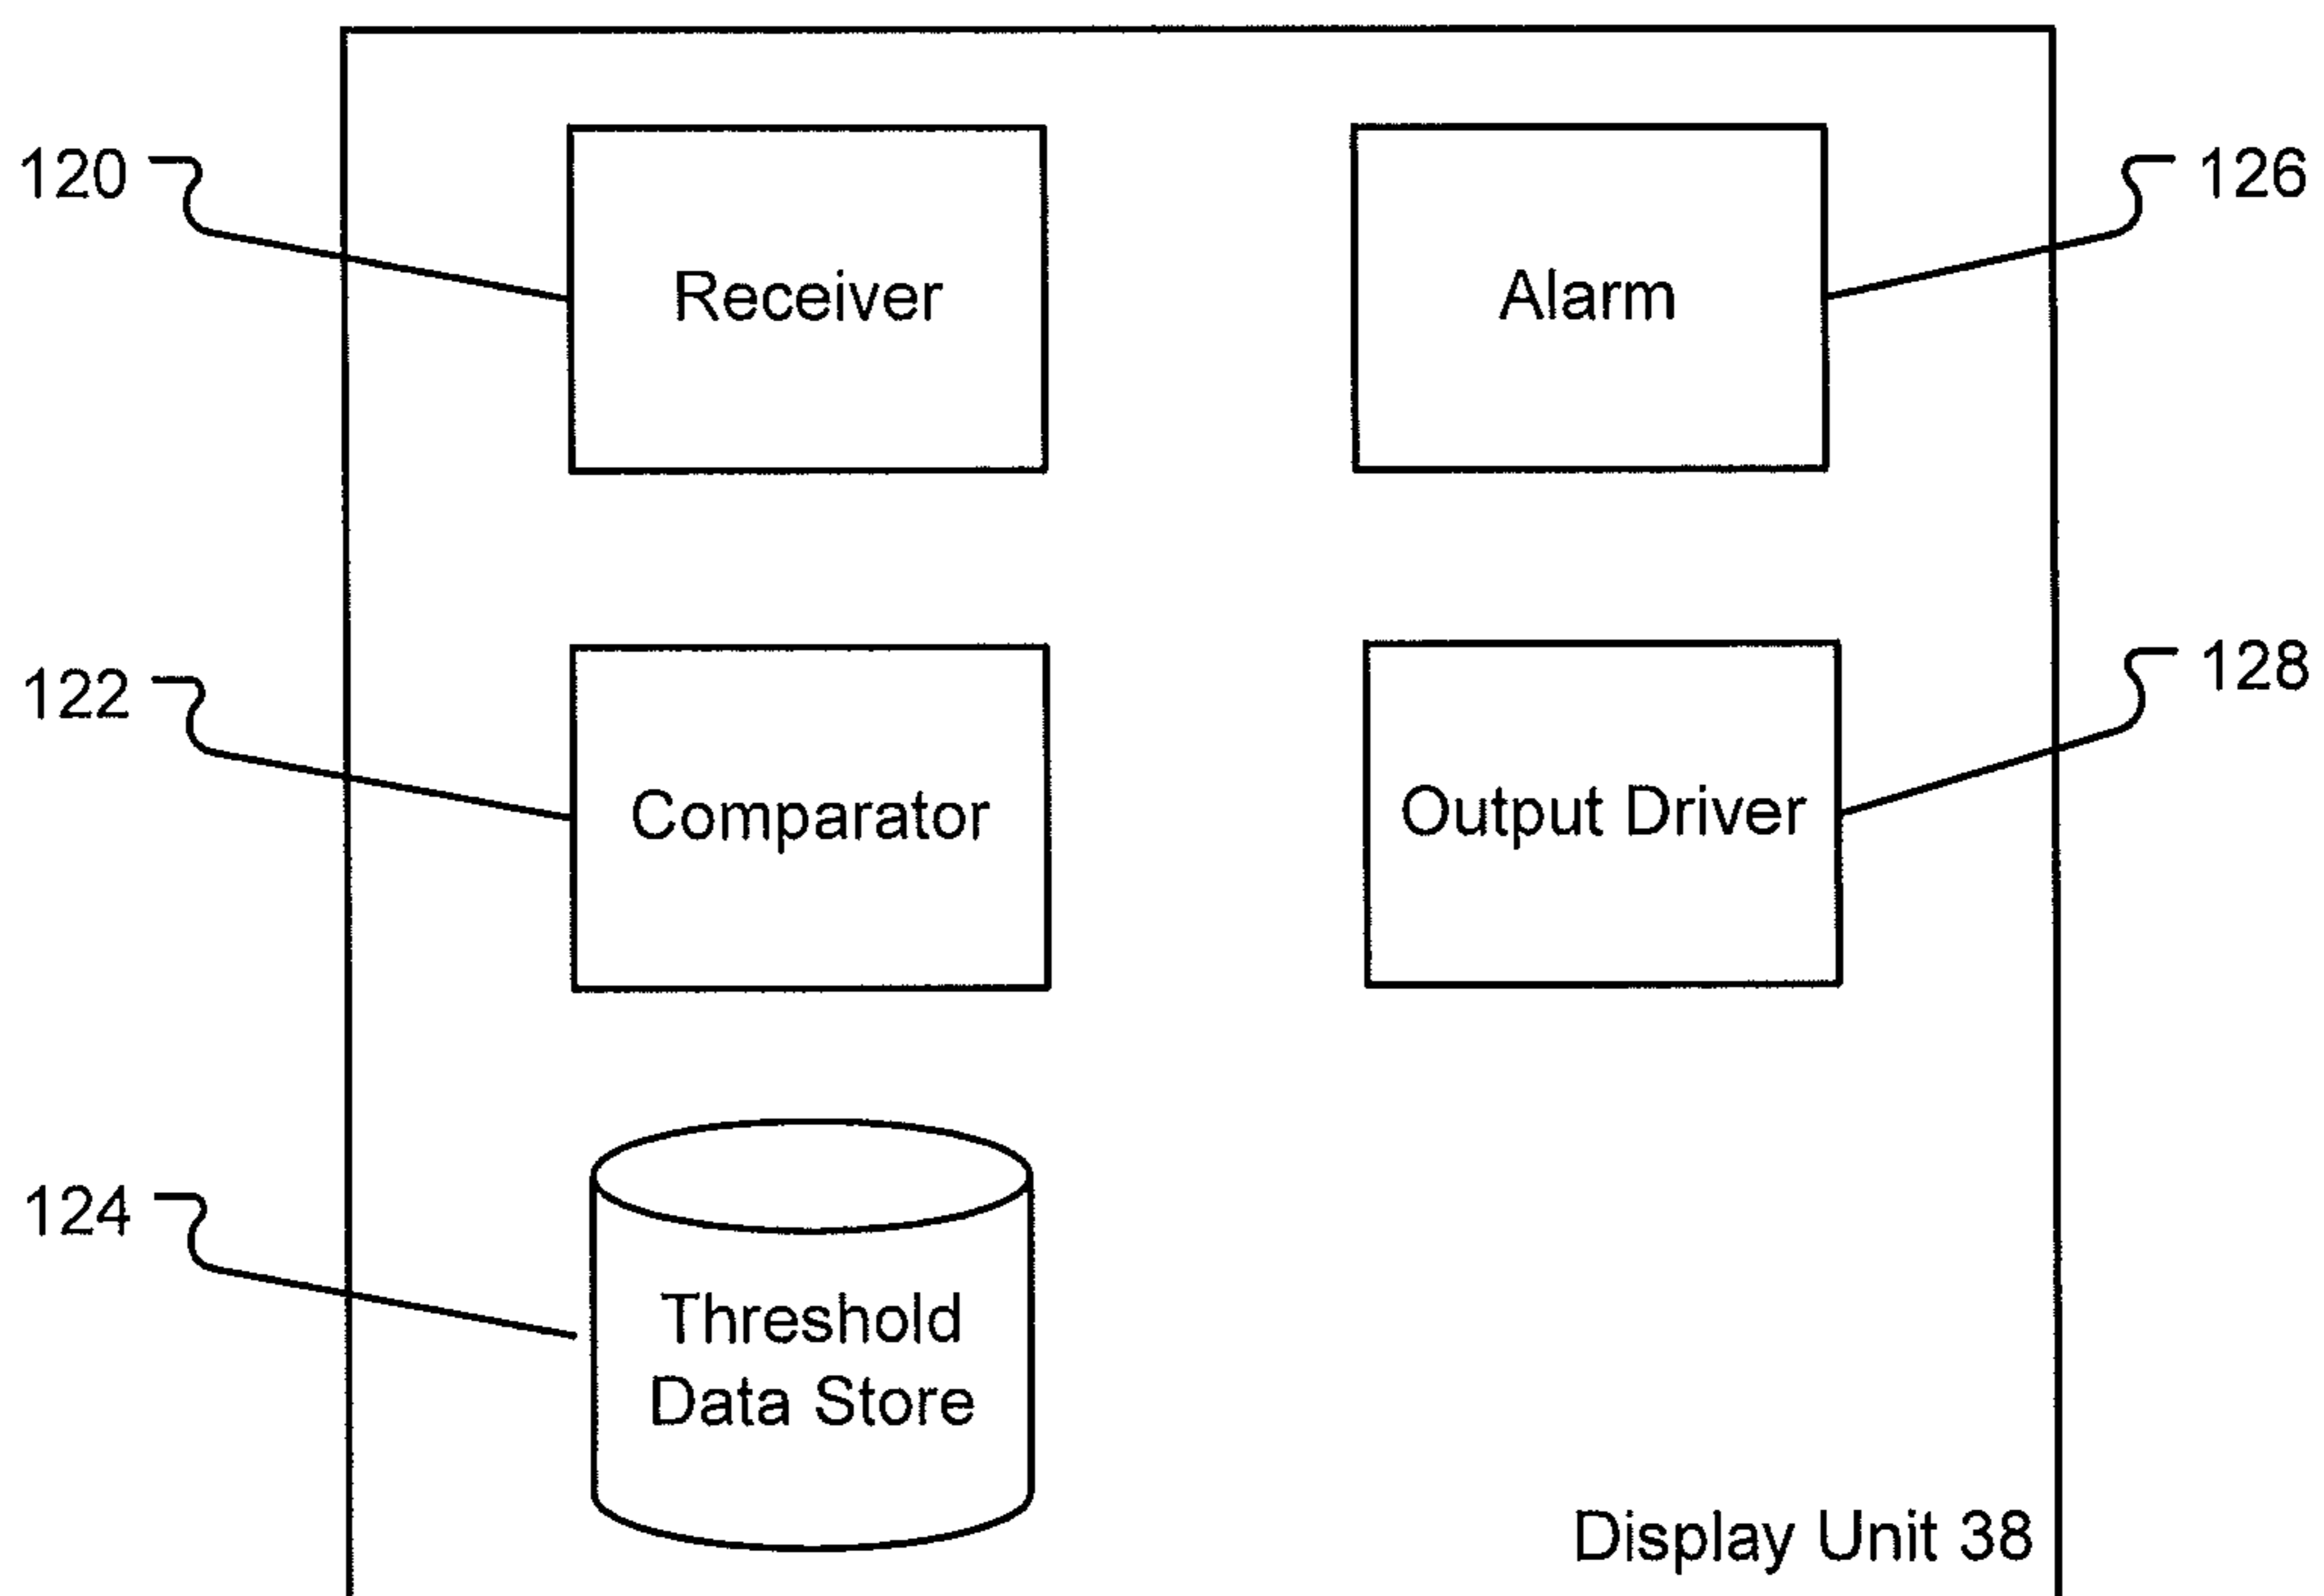 120
Receiver
Alarm
126
122
Comparator
Output Driver
128
124
Threshold
Data Store
Display Unit 38